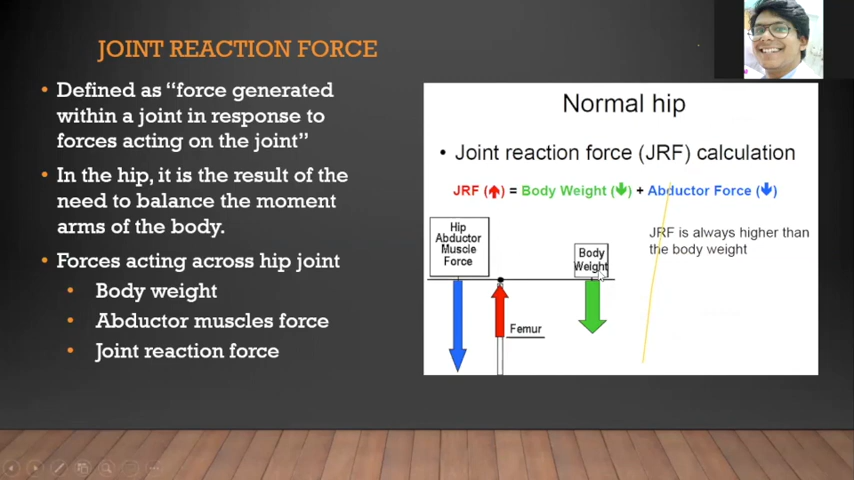 JOINT REACTION FORCE
• Defined as “force generated
within a joint in response to
forces acting on the joint”
• In the hip, it is the result of the
need to balance the moment
arms of the body.
• Forces acting across hip joint
• Body weight
• Abductor muscles force
• Joint reaction force
Normal hip
• Joint reaction force (JRF) calculation
JRF (↑) = Body Weight (↓) + Abductor Force (↓)
JRF is always higher than
the body weight
Hip
Abductor
Muscle
Force
Body
Weight
Femur